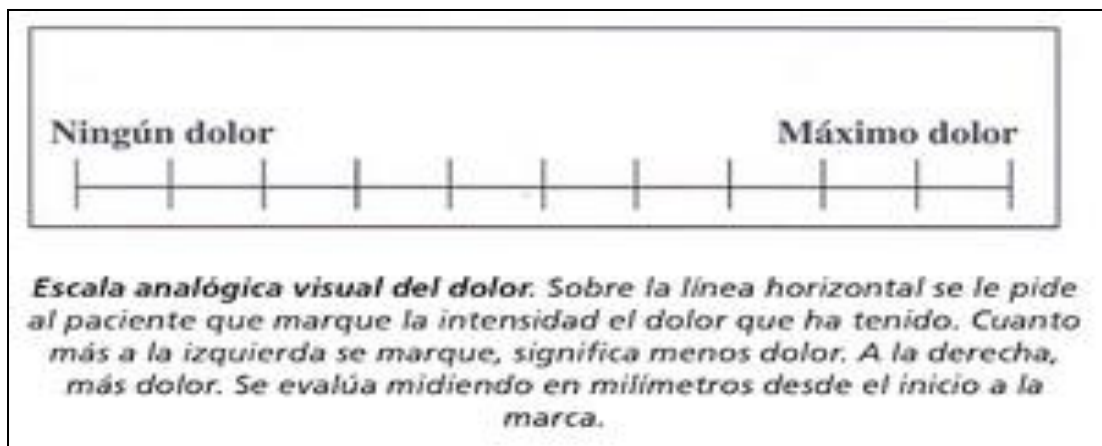 Ningún dolor Máximo dolor
Escala analógica visual del dolor. Sobre la línea horizontal se le pide
al paciente que marque la intensidad el dolor que ha tenido. Cuanto
más a la izquierda se marque, significa menos dolor. A la derecha,
más dolor. Se evalúa midiendo en milímetros desde el inicio a la
marca.